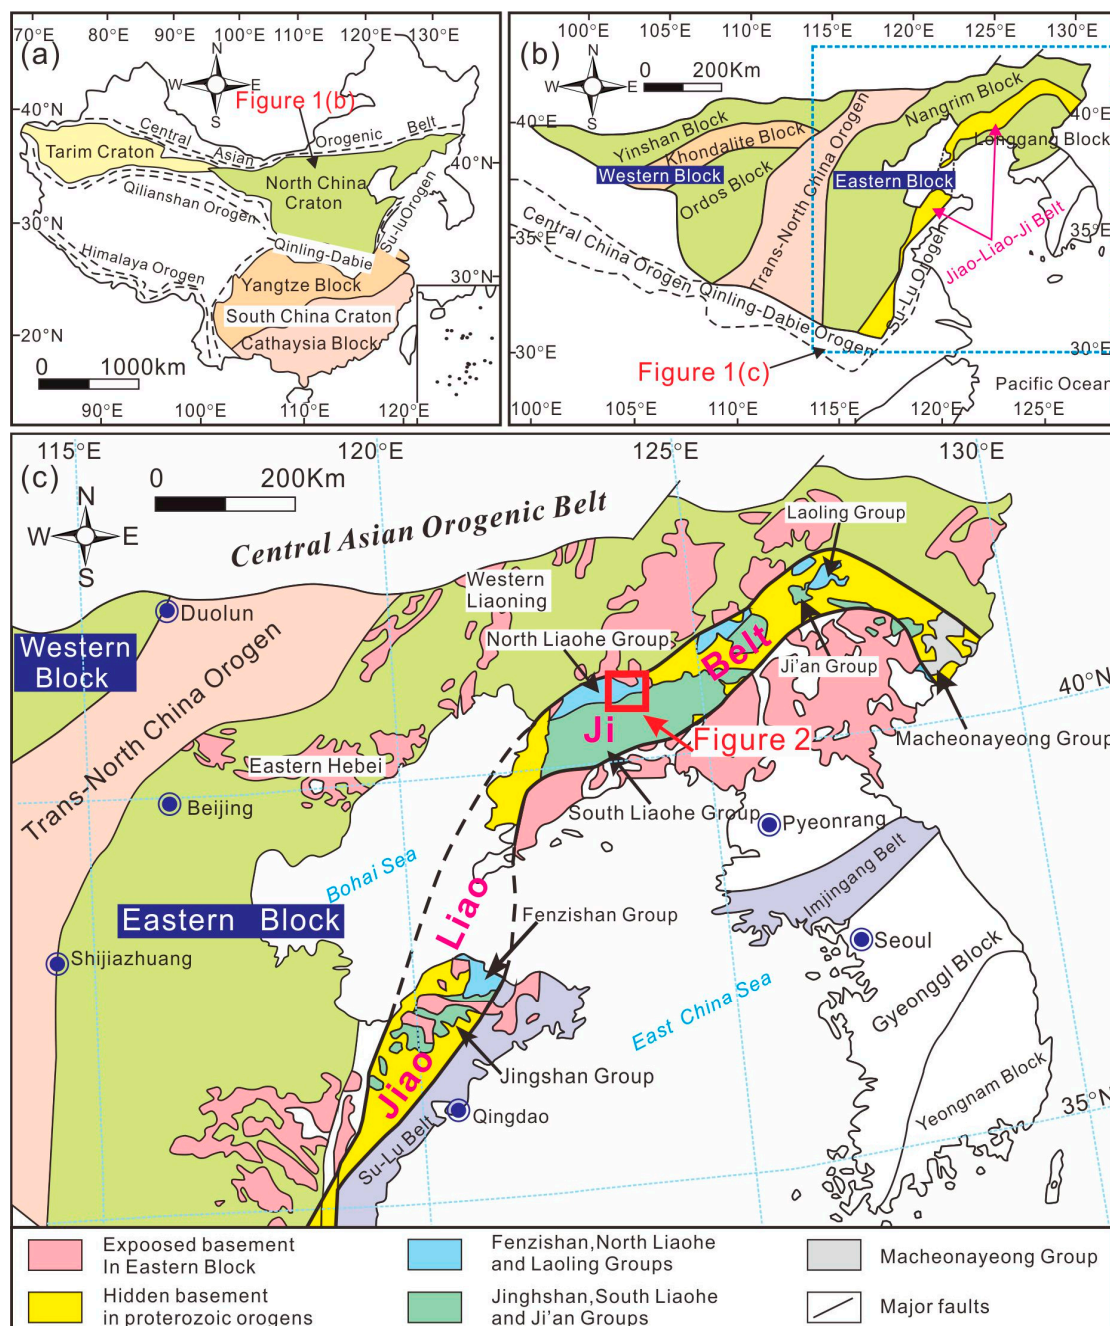 70°E 80°E 90°E 100°E 110°E 120°E 130°E
(a)
N
W E
S
Figure 1(b)
40°N
Central Asian Orogenic Belt
Tarim Craton
40°N
North China
Craton
Qilianshan Orogen
Su-luOrogen
30°N
Qinling-Dabie
Himalaya Orogen
30°N
Yangtze Block
South China Craton
20°N
Cathaysia Block
20°N
0 1000km
90°E 100°E 110°E 120°E
100°E 105°E 110°E 115°E 120°E 125°E 130°E
(b)
N
W E
S
0 200Km
Nangrim Block
40°N
40°E
Yinshan Block
Khondalite Block
Longgang Block
Western Block
Eastern Block
Ordos Block
Trans-North China Orogen
Central China Orogen
35°E
35°E
Jiao-Liao-Ji Belt
Su-Lu Orogen
Qinling-Dabie Orogen
30°E
30°E
Figure 1(c)
Pacific Ocean
100°E 105°E 110°E 115°E 120°E 125°E
(c)
115°E 120°E 125°E 130°E
0 200Km
N
W E
S
Central Asian Orogenic Belt
Laoling Group
Western
Liaoning
Duolun
North Liaohe Group
Western
Block
Belt
Ji'an Group
40°N
Trans-North China Orogen
Ji
Figure 2
Macheonayeong Group
Eastern Hebei
Beijing
South Liaohe Group
Pyeonrang
Bohai Sea
Imjingang Belt
Liao
Eastern Block
Fenzishan Group
Seoul
Shijiazhuang
East China Sea
Gyeonggl Block
Jiao
Jingshan Group
Qingdao
Su-Lu Belt
Yeongnam Block
35°N
Expoosed basement
In Eastern Block
Fenzishan,North Liaohe
and Laoling Groups
Macheonayeong Group
Hidden basement
in proterozoic orogens
Jinghshan,South Liaohe
and Ji'an Groups
Major faults